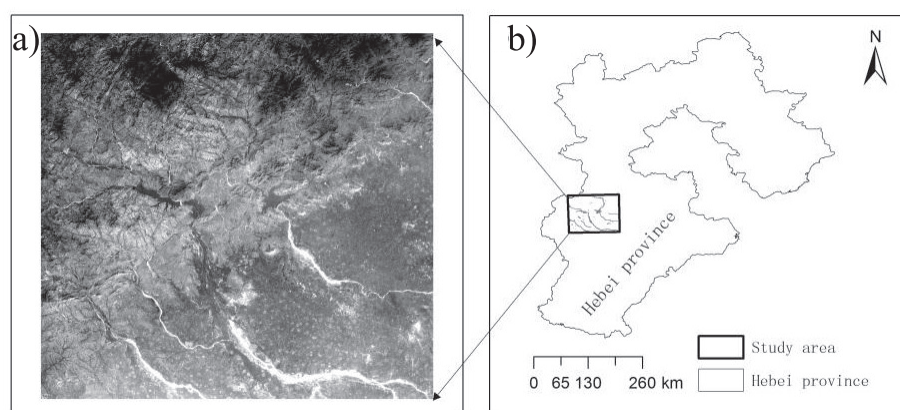 a)
b)
N
Hebei province
Study area
0 65 130 260 km
Hebei province